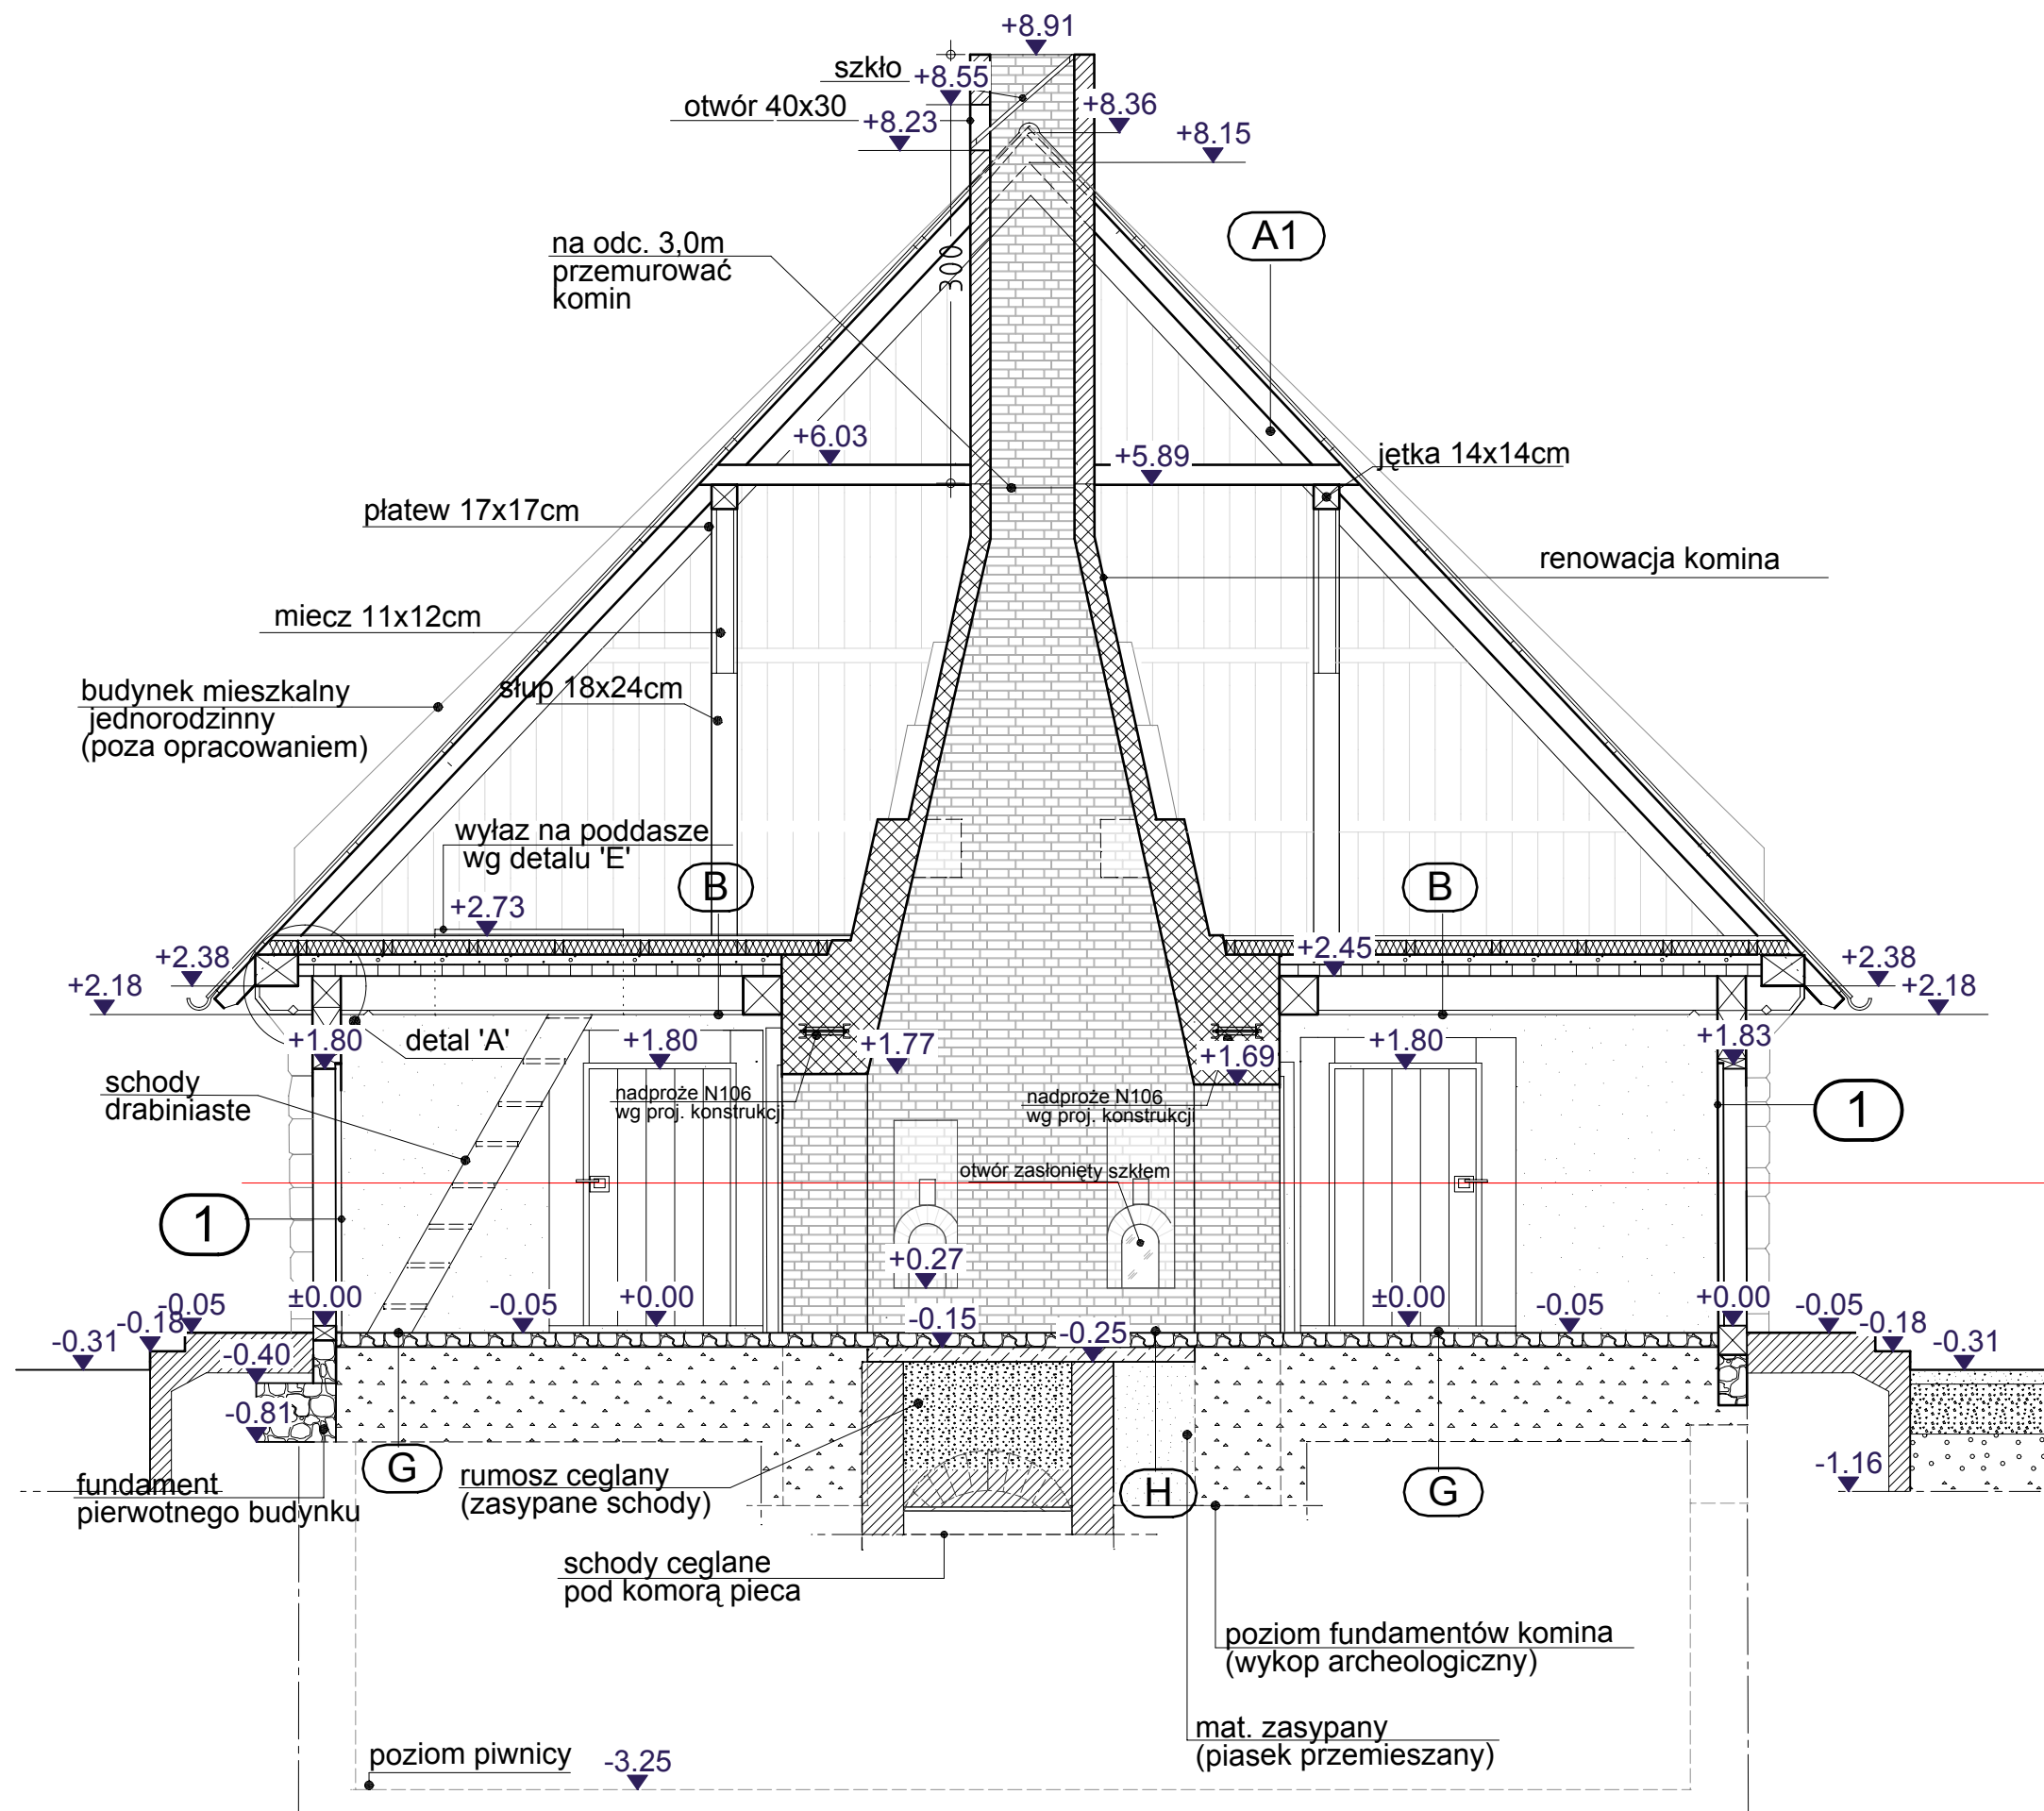 +8.91
szkło
+8.55
otwór 40x30
+8.36
+8.23
+8.15
na odc. 3,0m
przemurować
komin
300
A1
+6.03
+5.89
jętka 14x14cm
płatew 17x17cm
renowacja komina
miecz 11x12cm
słup 18x24cm
budynek mieszkalny
jednorodzinny
(poza opracowaniem)
wyłaz na poddasze
wg detalu 'E'
B
B
+2.73
+2.38
+2.45
+2.38
+2.18
+2.18
+1.80
detal 'A'
+1.80
+1.77
+1.69
+1.80
+1.83
schody
drabiniaste
nadproże N106
wg proj. konstrukcji
nadproże N106
wg proj. konstrukcji
1
otwór zasłonięty szkłem
1
+0.27
-0.31
-0.18
-0.05
±0.00
-0.05
+0.00
-0.15
-0.25
±0.00
-0.05
+0.00
-0.05
-0.18
-0.31
-0.40
-0.81
-1.16
G
H
G
fundament
pierwotnego budynku
rumosz ceglany
(zasypane schody)
schody ceglane
pod komorą pieca
poziom fundamentów komina
(wykop archeologiczny)
mat. zasypany
(piasek przemieszany)
poziom piwnicy
-3.25